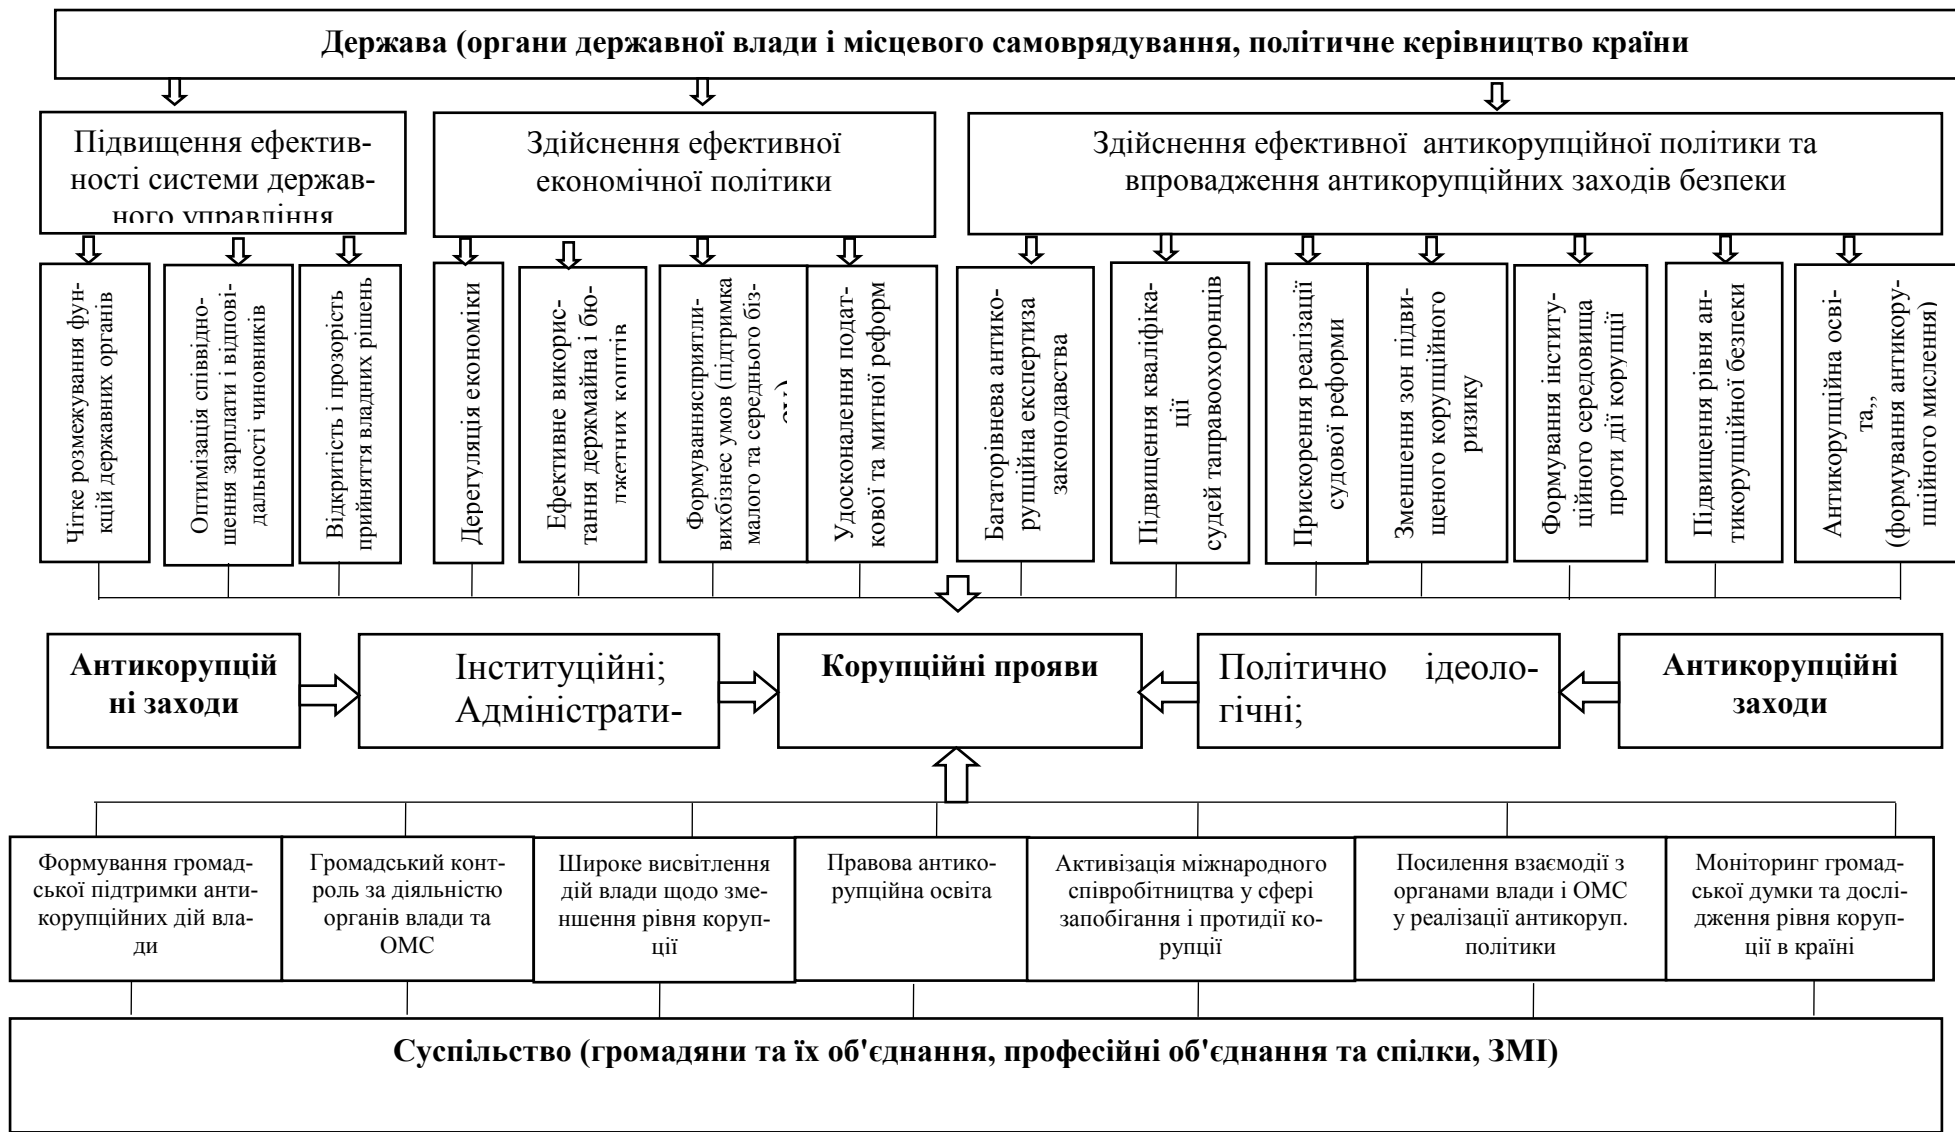 Держава (органи державної влади і місцевого самоврядування, політичне керівництво країни
Підвищення ефектив-
ності системи держав-
ного управління
Здійснення ефективної
економічної політики
Здійснення ефективної антикорупційної політики та
впровадження антикорупційних заходів безпеки
Чітке розмежування фун-
кцій державних органів
Оптимізація співвідно-
шення зарплати і відпові-
дальності чиновників
Відкритість і прозорість
прийняття владних рішень
Дерегуляція економіки
Ефективне викорис-
тання держмайна і бю-
джетних коштів
Формуваннясприятли-
вихбізнес умов (підтримка
малого та середнього біз-
Удосконалення подат-
кової та митної реформ
Багаторівнева антико-
рупційна експертиза
законодавства
Підвищення кваліфіка-
ції
судей таправоохоронців
Прискорення реалізації
судової реформи
Зменшення зон підви-
щеного корупційного
ризику
Формування інститу-
ційного середовища
проти дії корупції
Підвищення рівня ан-
тикорупційної безпеки
Антикорупційна осві-
та,,
(формування антикору-
пційного мислення)
Антикорупцій
ні заходи
Інституційні;
Адміністрати-
Корупційні прояви
Політично ідеоло-
гічні;
Антикорупційні
заходи
Формування громад-
ської підтримки анти-
корупційних дій вла-
ди
Громадський конт-
роль за діяльністю
органів влади та
ОМС
Широке висвітлення
дій влади щодо зме-
ншення рівня коруп-
ції
Правова антико-
рупційна освіта
Активізація міжнародного
співробітництва у сфері
запобігання і протидії ко-
рупції
Посилення взаємодії з
органами влади і ОМС
у реалізації антикоруп.
політики
Моніторинг громад-
ської думки та дослі-
дження рівня коруп-
ції в країні
Суспільство (громадяни та їх об'єднання, професійні об'єднання та спілки, ЗМІ)